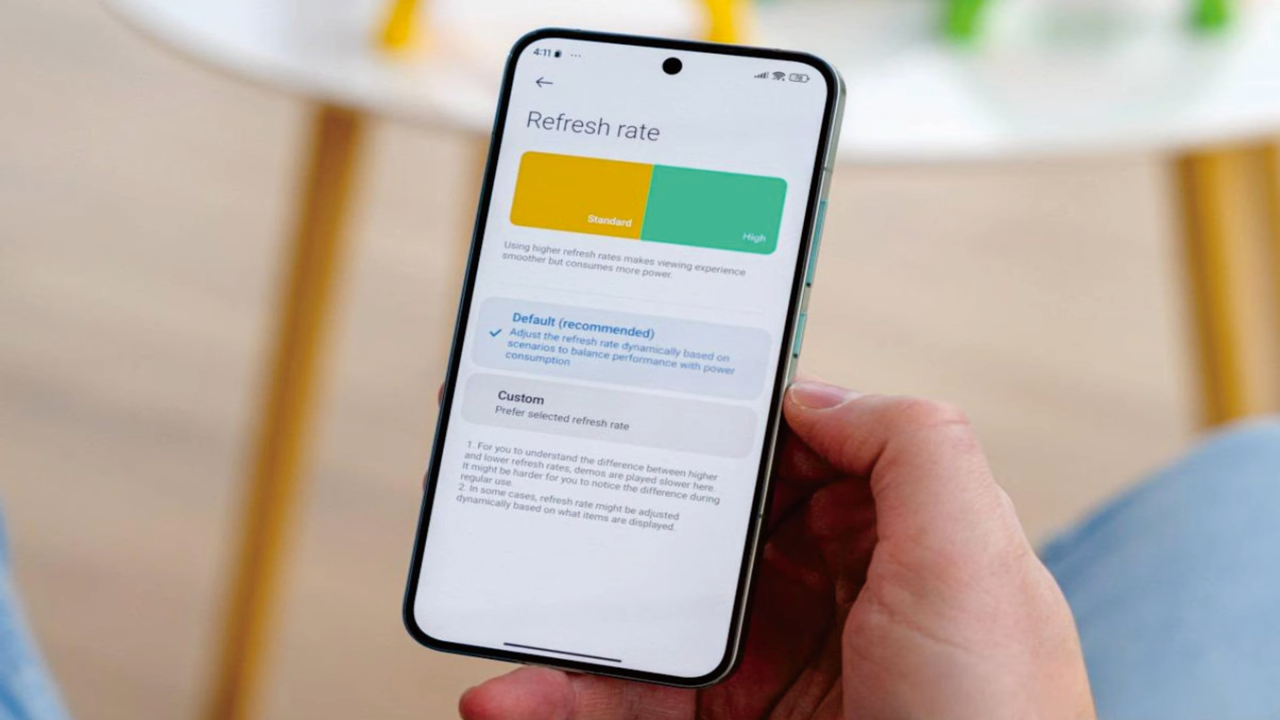 4:11
Refresh rate
Standard
High
Using higher refresh rates makes viewing experience
smoother but consumes more power.
Default (recommended)
Adjust the refresh rate dynamically based on
scenarios to balance performance with power
consumption
Custom
Prefer selected refresh rate
1. For you to understand the difference between higher
and lower refresh rates, demos are played slower here.
It might be harder for you to notice the difference during
regular use.
2. In some cases, refresh rate might be adjusted
dynamically based on what items are displayed.